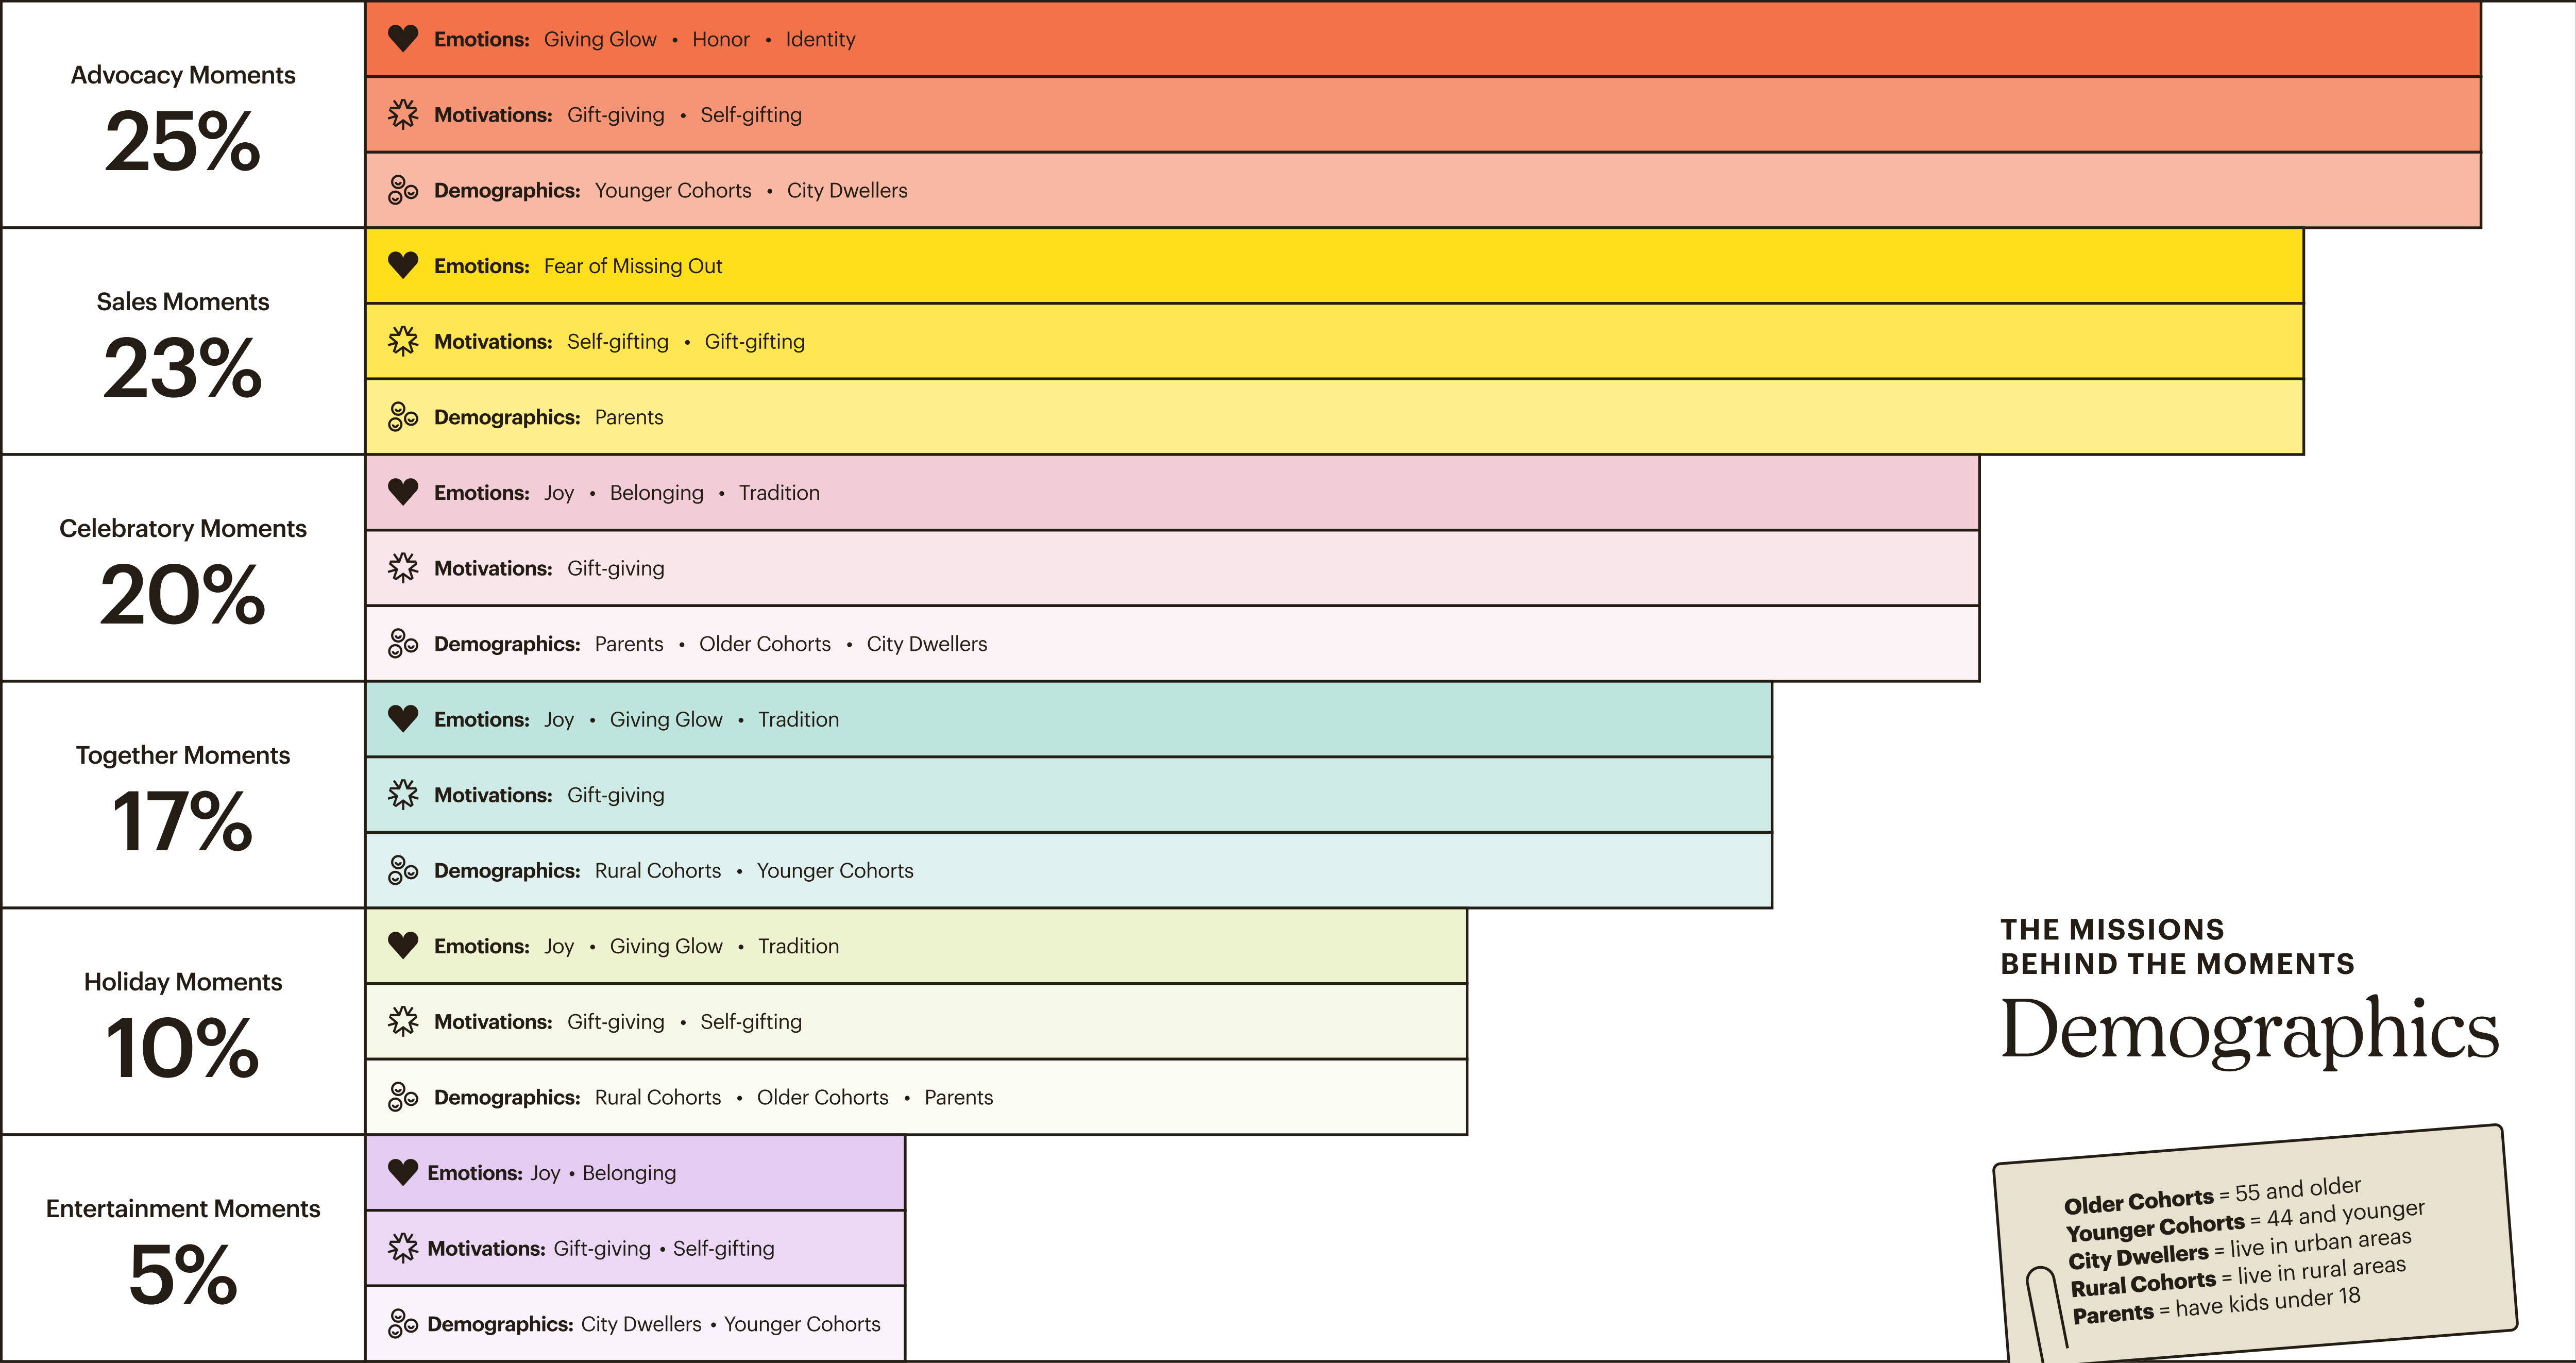 Advocacy Moments
25%
Emotions: Giving Glow • Honor • Identity
Motivations: Gift-giving • Self-gifting
Demographics: Younger Cohorts • City Dwellers
Sales Moments
23%
Emotions: Fear of Missing Out
Motivations: Self-gifting • Gift-gifting
Demographics: Parents
Celebratory Moments
20%
Emotions: Joy • Belonging • Tradition
Motivations: Gift-giving
Demographics: Parents • Older Cohorts • City Dwellers
Together Moments
17%
Emotions: Joy • Giving Glow • Tradition
Motivations: Gift-giving
Demographics: Rural Cohorts • Younger Cohorts
Holiday Moments
10%
Emotions: Joy • Giving Glow • Tradition
Motivations: Gift-giving • Self-gifting
Demographics: Rural Cohorts • Older Cohorts • Parents
Entertainment Moments
5%
Emotions: Joy • Belonging
Motivations: Gift-giving • Self-gifting
Demographics: City Dwellers • Younger Cohorts
THE MISSIONS
BEHIND THE MOMENTS
Demographics
Older Cohorts = 55 and older
Younger Cohorts = 44 and younger
City Dwellers = live in urban areas
Rural Cohorts = live in rural areas
Parents = have kids under 18